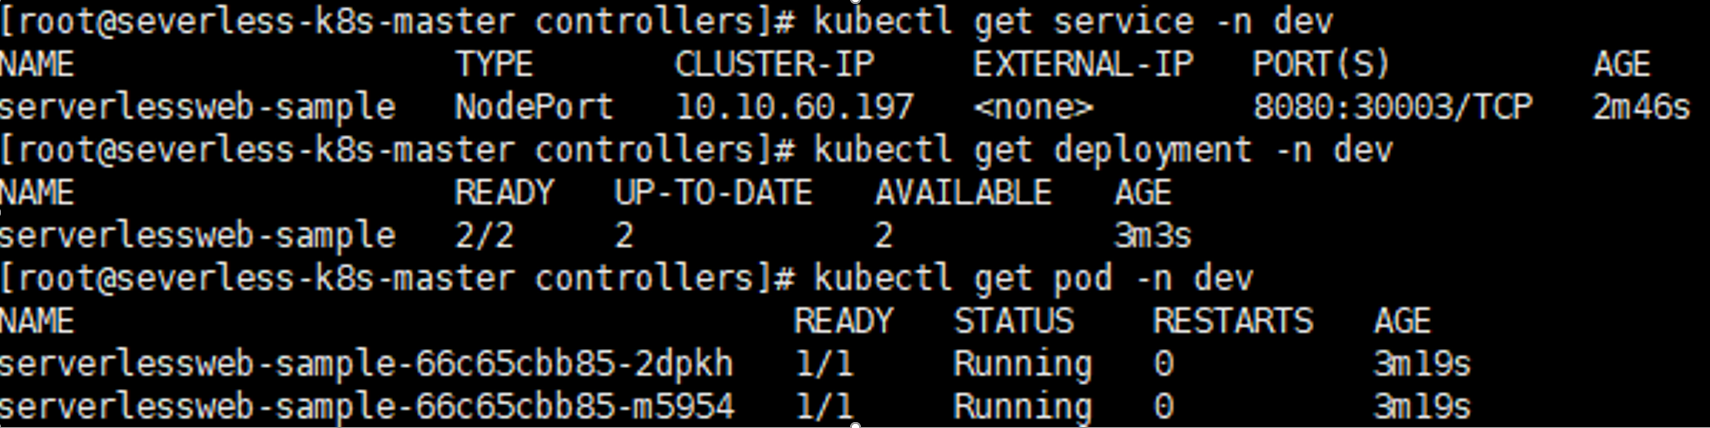 [root@severless-k8s-master controllers]# kubectl get service -n dev
NAME                   TYPE       CLUSTER-IP     EXTERNAL-IP   PORT(S)          AGE
serverlessweb-sample   NodePort   10.10.60.197   <none>        8080:30003/TCP   2m46s
[root@severless-k8s-master controllers]# kubectl get deployment -n dev
NAME                   READY   UP-TO-DATE   AVAILABLE   AGE
serverlessweb-sample   2/2     2            2           3m3s
[root@severless-k8s-master controllers]# kubectl get pod -n dev
NAME                                    READY   STATUS    RESTARTS   AGE
serverlessweb-sample-66c65cbb85-2dpkh   1/1     Running   0          3m19s
serverlessweb-sample-66c65cbb85-m5954   1/1     Running   0          3m19s